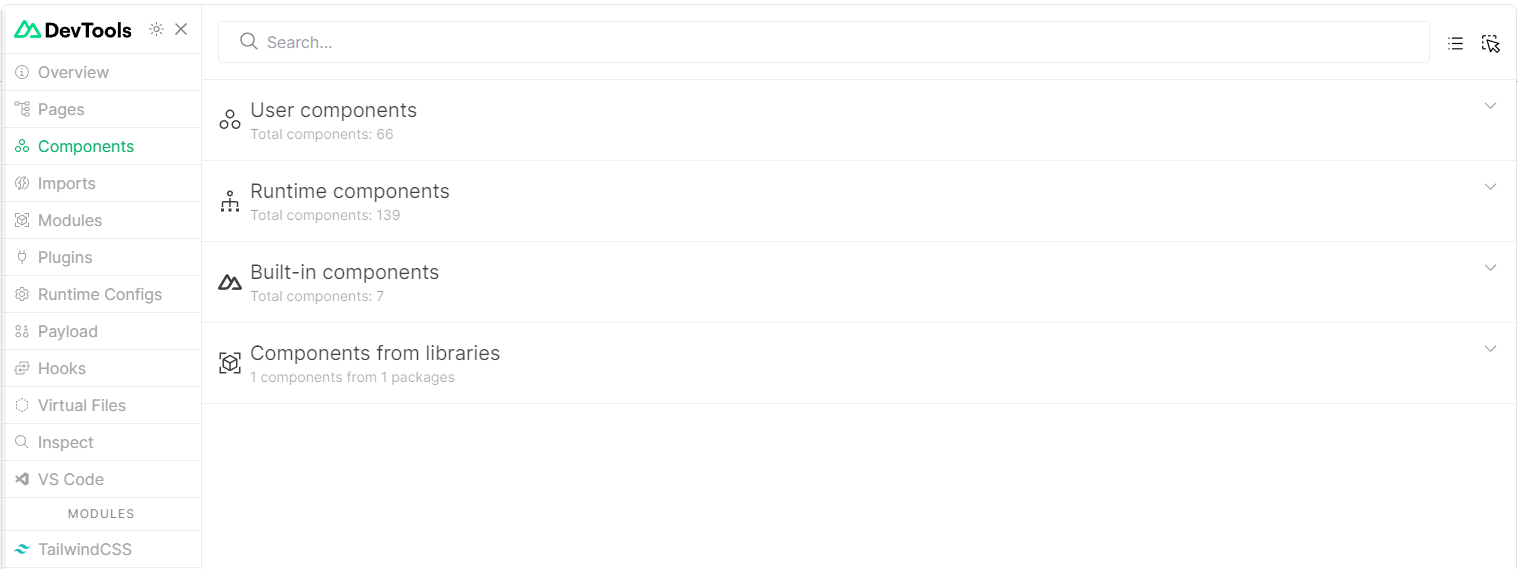 DevTools
Overview
Pages
Components
Imports
Modules
Plugins
Runtime Configs
Payload
Hooks
Virtual Files
Inspect
VS Code
MODULES
TailwindCSS
Search...
User components
Total components: 66
Runtime components
Total components: 139
Built-in components
Total components: 7
Components from libraries
1 components from 1 packages